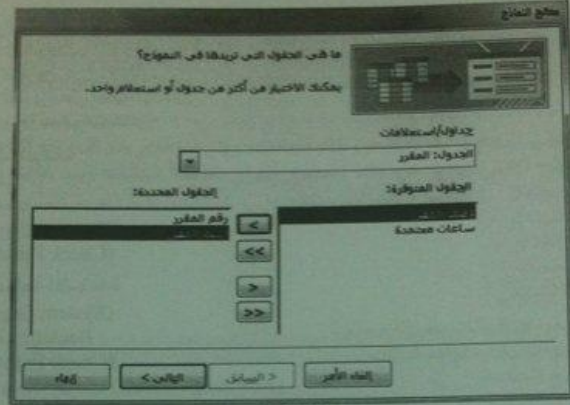 معالج النماذج
ما هي الحقول التي تريدها في النموذج؟
يمكنك الاختيار من أكثر من جدول أو استعلام واحد.
جداول/استعلامات
الجدول: المقرر
الحقول المتوفرة:
الحقول المحددة:
ساعات معتمدة
رقم المقرر
>
>>
<
<<
إلغاء الأمر
< السابق
التالي >
إنهاء